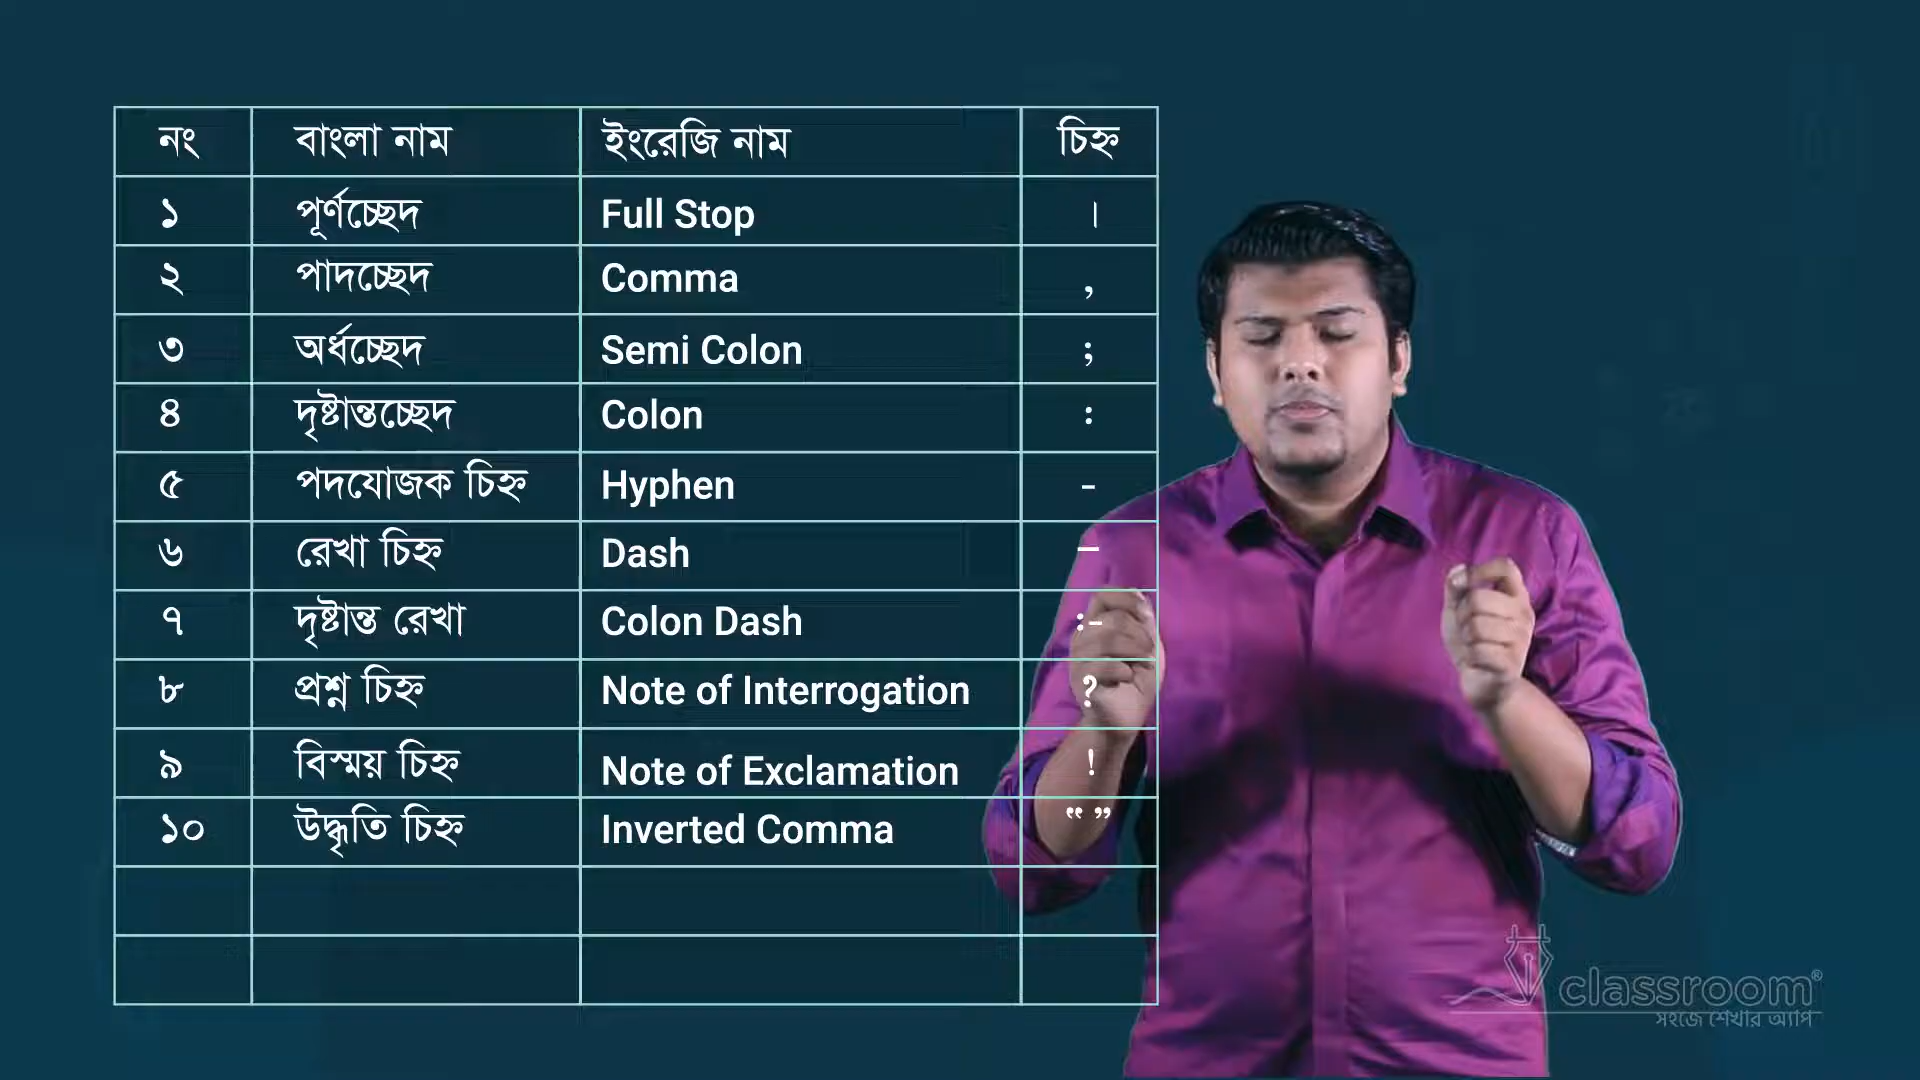 নং বাংলা নাম ইংরেজি নাম চিহ্ন
১ পূর্ণচ্ছেদ Full Stop ।
২ পাদচ্ছেদ Comma ,
৩ অর্ধচ্ছেদ Semi Colon ;
৪ দৃষ্টান্তচ্ছেদ Colon :
৫ পদযোজক চিহ্ন Hyphen -
৬ রেখা চিহ্ন Dash –
৭ দৃষ্টান্ত রেখা Colon Dash :-
৮ প্রশ্ন চিহ্ন Note of Interrogation ?
৯ বিস্ময় চিহ্ন Note of Exclamation !
১০ উদ্ধৃতি চিহ্ন Inverted Comma “ ”
classroom®
সহজে শেখার অ্যাপ